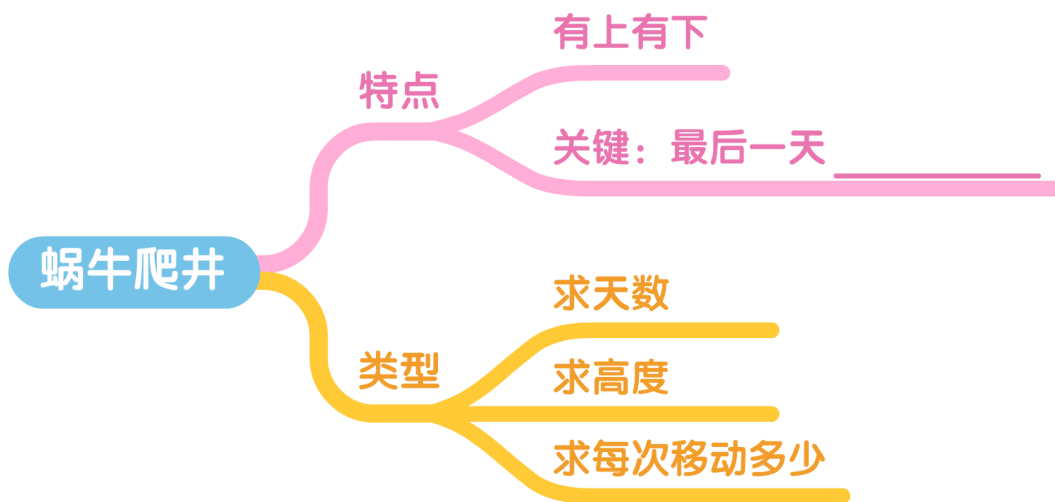 蜗牛爬井
特点
有上有下
关键：最后一天
类型
求天数
求高度
求每次移动多少